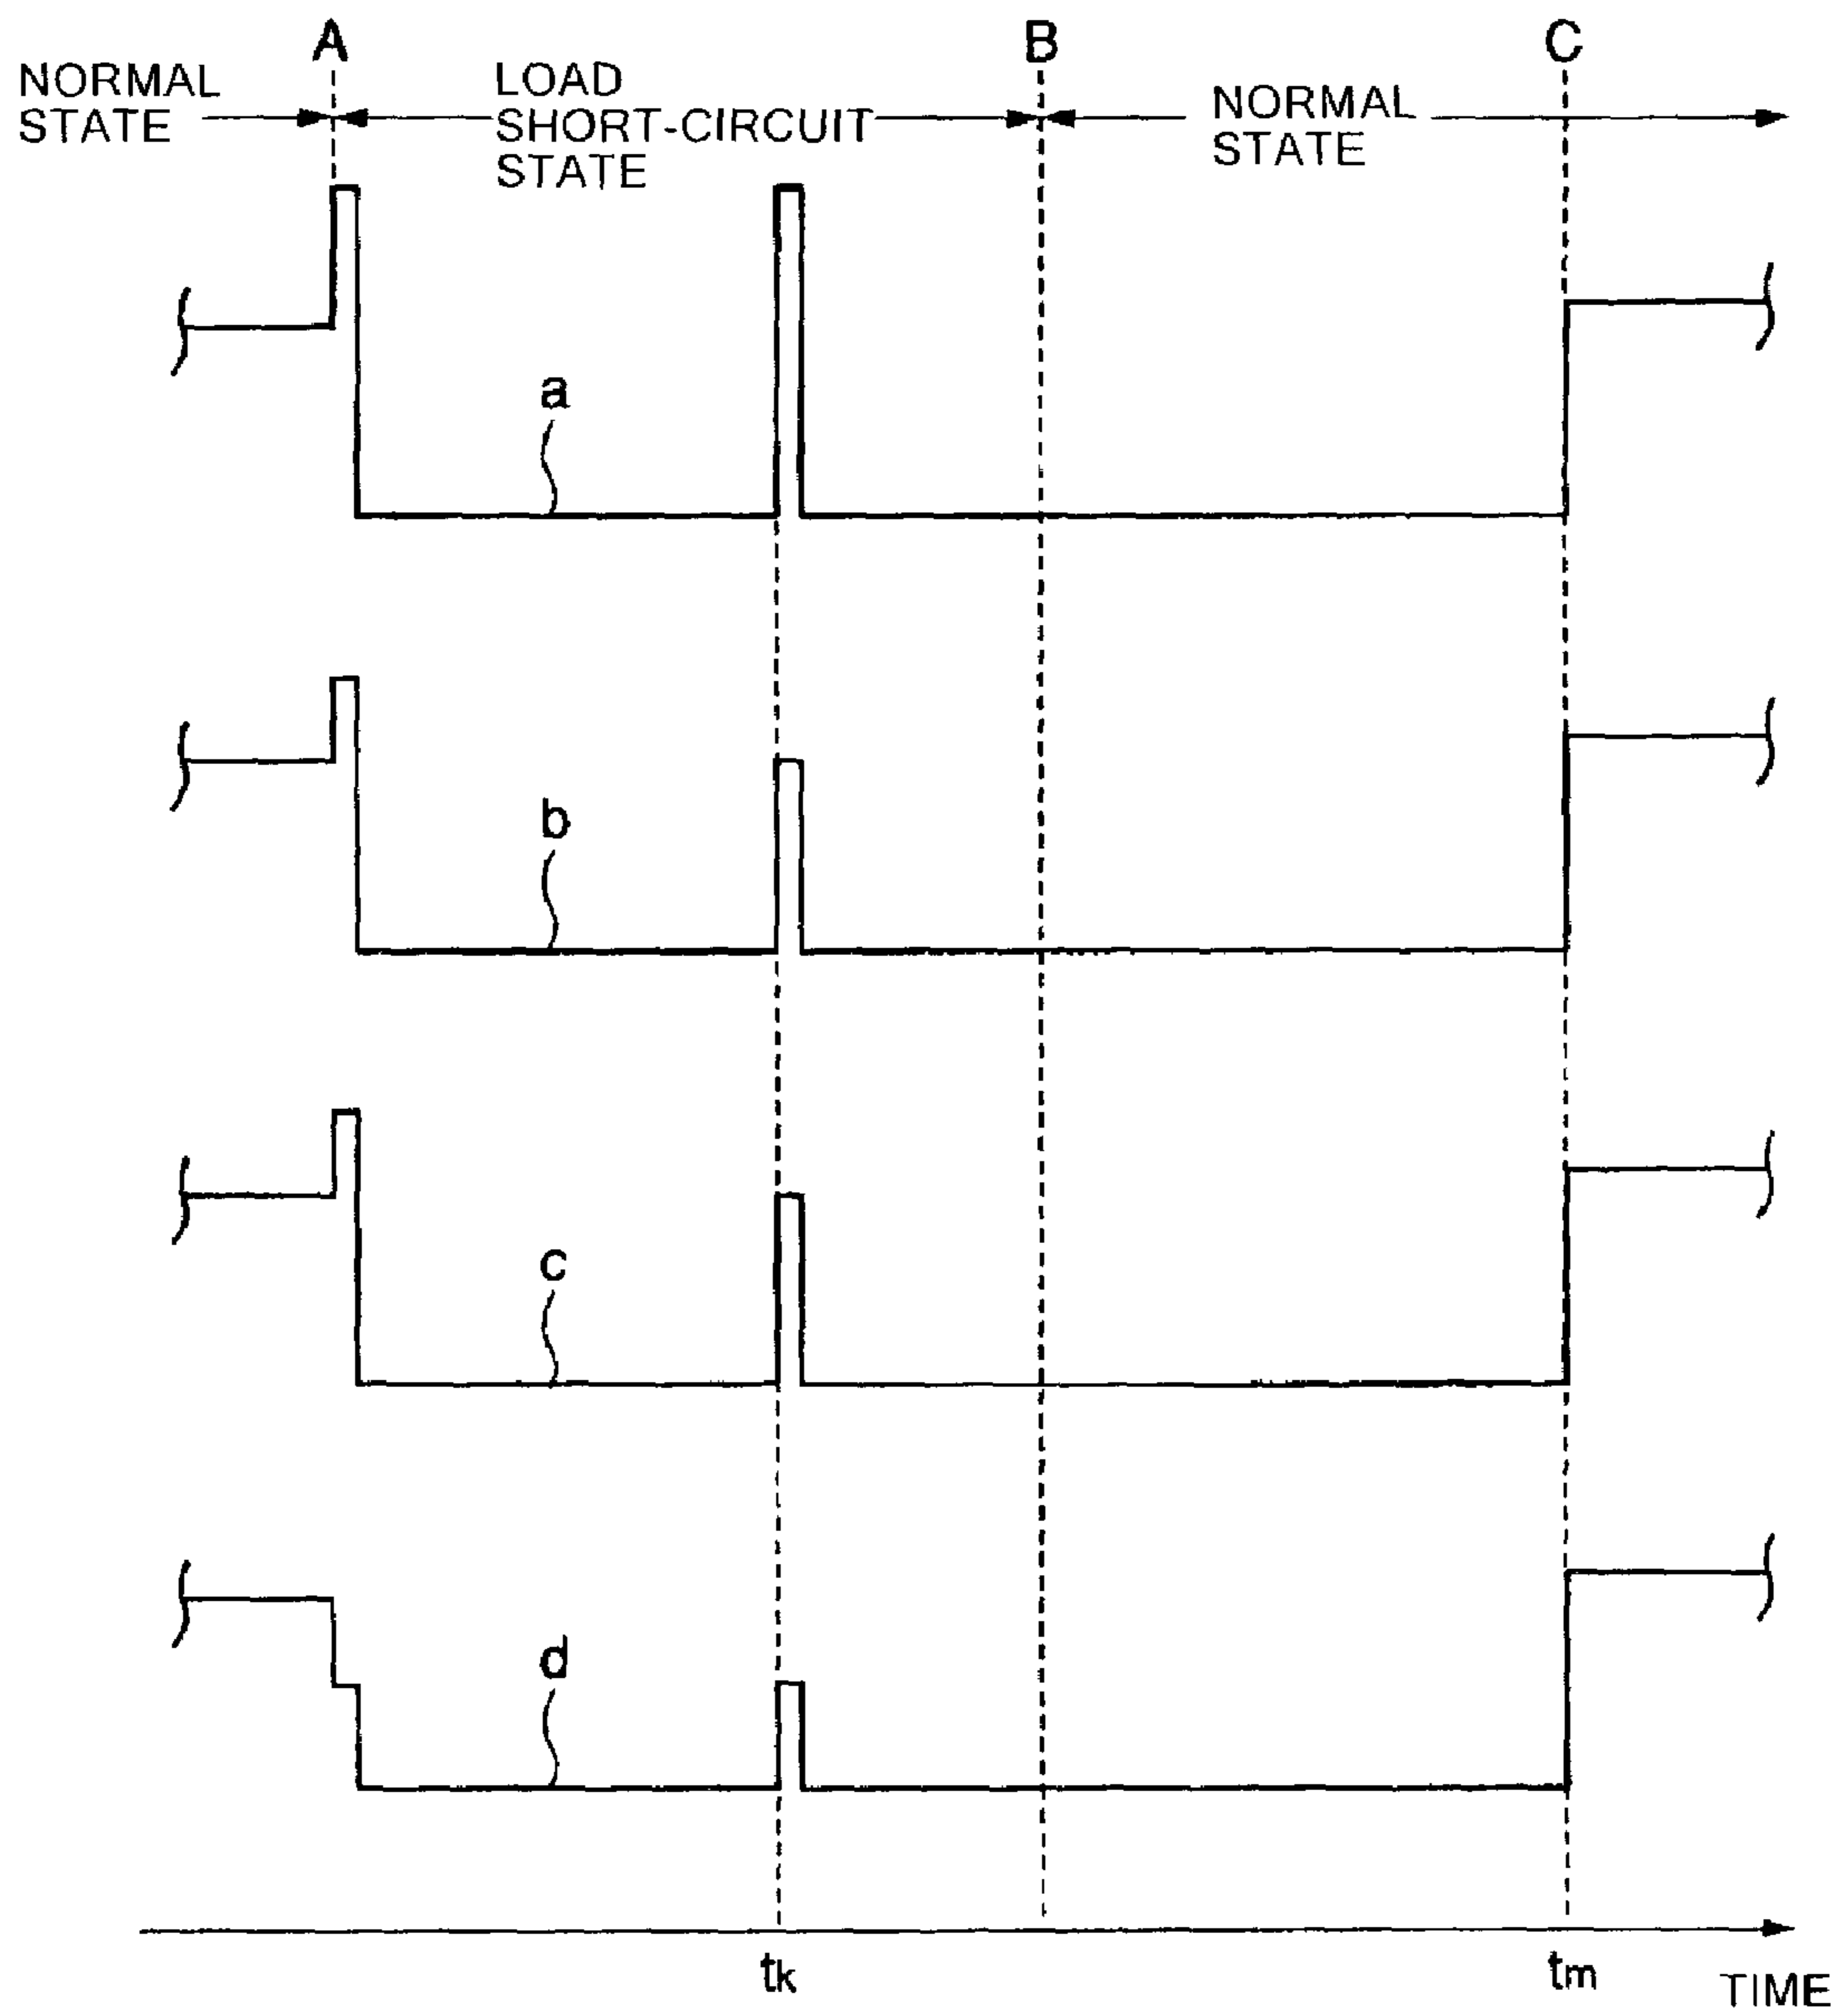 A
B
C
NORMAL
STATE
LOAD
SHORT-CIRCUIT
STATE
NORMAL
STATE
a
b
c
d
tk
tm
TIME